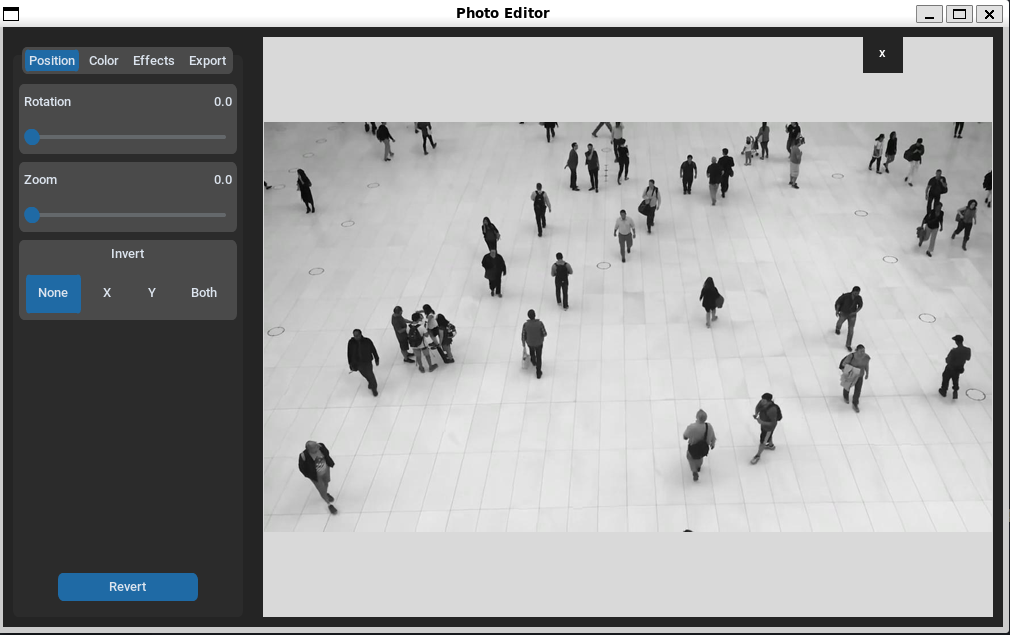 Photo Editor
Position Color Effects Export
x
Rotation 0.0
Zoom 0.0
Invert
None X Y Both
Revert